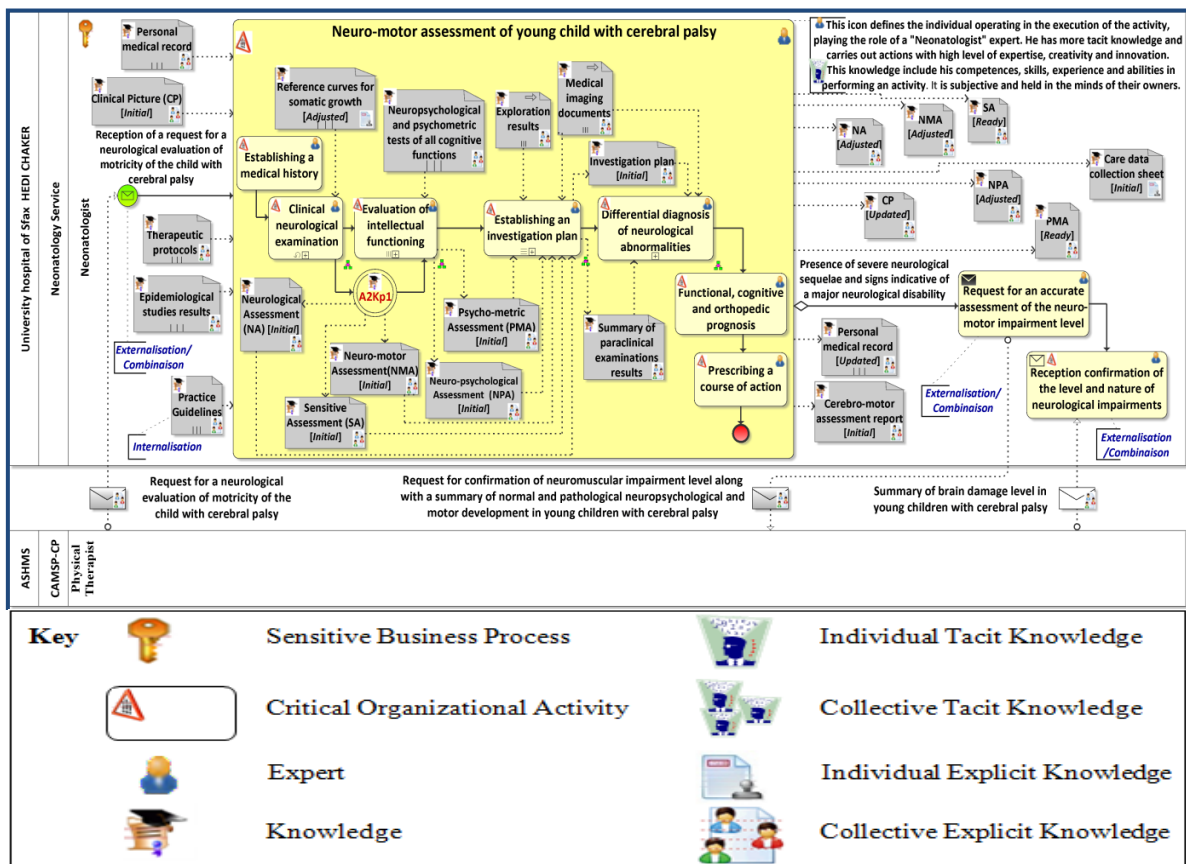 University hospital of Sfax HEDI CHAKER
Neonatology Service
Neonatologist
Personal
medical record
Clinical Picture (CP)
[Initial]
Reception of a request for a
neurological evaluation of
motricity of the child with
cerebral palsy
Therapeutic
protocols
Epidemiological
studies results
Externalisation/
Combinaison
Practice
Guidelines
Internalisation
Neuro-motor assessment of young child with cerebral palsy
Reference curves for
somatic growth
[Adjusted]
Neuropsychological
and psychometric
tests of all cognitive
functions
Exploration
results
Medical
imaging
documents
Investigation plan
[Initial]
Establishing a
medical history
Clinical
neurological
examination
Evaluation of
intellectual
functioning
Establishing an
investigation plan
Differential diagnosis
of neurological
abnormalities
A2Kp1
Neurological
Assessment
(NA) [Initial]
Neuro-motor
Assessment(NMA)
[Initial]
Sensitive
Assessment (SA)
[Initial]
Psycho-metric
Assessment (PMA)
[Initial]
Neuro-psychological
Assessment (NPA)
[Initial]
Summary of
paraclinical
examinations
results
Functional, cognitive
and orthopedic
prognosis
Prescribing a
course of action
This icon defines the individual operating in the execution of the activity,
playing the role of a "Neonatologist" expert. He has more tacit knowledge and
carries out actions with high level of expertise, creativity and innovation.
This knowledge include his competences, skills, experience and abilities in
performing an activity. It is subjective and held in the minds of their owners.
NA
[Adjusted]
NMA
[Adjusted]
SA
[Ready]
Care data
collection sheet
[Initial]
CP
[Updated]
NPA
[Adjusted]
PMA
[Ready]
Presence of severe neurological
sequelae and signs indicative of
a major neurological disability
Personal
medical record
[Updated]
Cerebro-motor
assessment report
[Initial]
Request for an accurate
assessment of the neuro-
motor impairment level
Externalisation/
Combinaison
Reception confirmation of
the level and nature of
neurological impairments
Externalisation
/Combinaison
Request for a neurological
evaluation of motricity of the
child with cerebral palsy
Request for confirmation of neuromuscular impairment level along
with a summary of normal and pathological neuropsychological and
motor development in young children with cerebral palsy
Summary of brain damage level in
young children with cerebral palsy
ASHMS
CAMSP-CP
Physical
Therapist
Key
Sensitive Business Process
Critical Organizational Activity
Expert
Knowledge
Individual Tacit Knowledge
Collective Tacit Knowledge
Individual Explicit Knowledge
Collective Explicit Knowledge